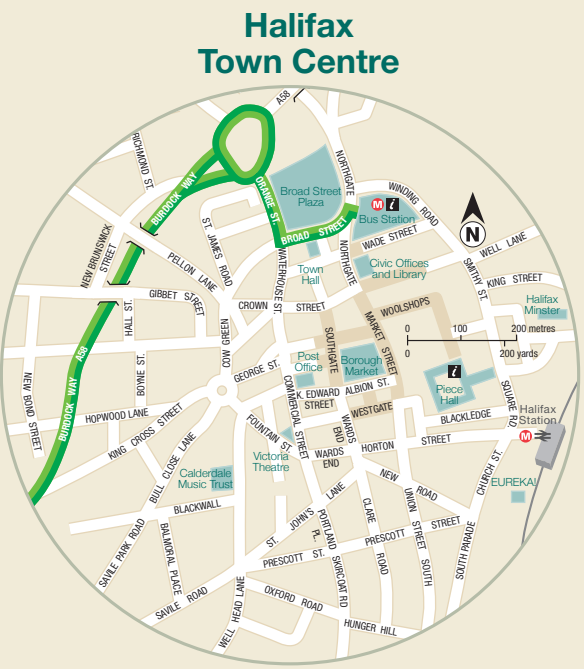 Halifax
Town Centre
A58
RICHMOND ST.
BURDOCK WAY
ORANGE ST.
NORTHGATE
Broad Street
Plaza
WINDING ROAD
M i
Bus Station
BROAD STREET
WADE STREET
N
NEW BRUNSWICK
STREET
ST. JAMES ROAD
PELLON LANE
WATERHOUSE ST.
Town
Hall
NORTHGATE
Civic Offices
and Library
SMITHY ST.
WELL LANE
KING STREET
GIBBET STREET
HALL ST.
CROWN STREET
WOOLSHOPS
Halifax
Minster
0 100 200 metres
0 200 yards
COW GREEN
SOUTHGATE
MARKET STREET
A58
BURDOCK WAY
BOYNE ST.
GEORGE ST.
Post
Office
Borough
Market
i
Piece
Hall
NEW BOND STREET
HOPWOOD LANE
KING CROSS STREET
COMMERCIAL STREET
K. EDWARD
STREET
ALBION ST.
WESTGATE
SQUARE RD
BLACKLEDGE
Halifax
Station
M
FOUNTAIN ST.
WARDS
END
WARDS
END
HORTON STREET
BULL CLOSE LANE
Victoria
Theatre
Calderdale
Music Trust
NEW ROAD
CHURCH ST.
EUREKA!
BLACKWALL
ST. JOHN'S LANE
PORTLAND
PL.
CLARE ROAD
UNION STREET SOUTH
PRESCOTT ST.
PRESCOTT STREET
SAVILE PARK ROAD
BALMORAL PLACE
SKIRCOAT RD
SOUTH PARADE
SAVILE ROAD
WELL HEAD LANE
OXFORD ROAD
HUNGER HILL